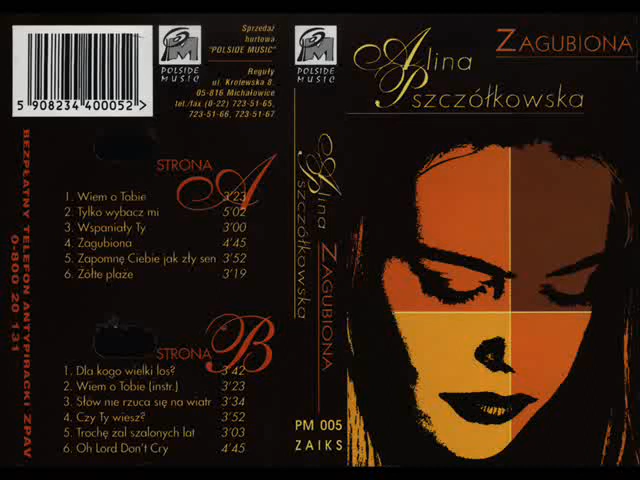 5 908234 400052 >
BEZPŁATNY TELEFON ANTYPIRACKI ZPAV
0-800 20 131
PM
POLSIDE
MUSIC
Sprzedaż
hurtowa
"POLSIDE MUSIC"
Reguły
ul. Krolewska 8.
05-816 Michałowice
tel./fax (0-22) 723-51-65,
723-51-66, 723-51-67
STRONA A
1. Wiem o Tobie 3'23
2. Tylko wybacz mi 5'02
3. Wspaniały Ty 3'00
4. Zagubiona 4'45
5. Zapomnę Ciebie jak zły sen 3'52
6. Żółte plaże 3'19
STRONA B
1. Dla kogo wielki los? 3'42
2. Wiem o Tobie (instr.) 3'23
3. Słow nie rzuca się na wiatr 3'34
4. Czy Ty wiesz? 3'52
5. Trochę żal szalonych lat 3'03
6. Oh Lord Don't Cry 4'45
PM
POLSIDE
MUSIC
Alina
Pszczółkowska
ZAGUBIONA
PM 005
ZAIKS
ZAGUBIONA
Alina
Pszczółkowska